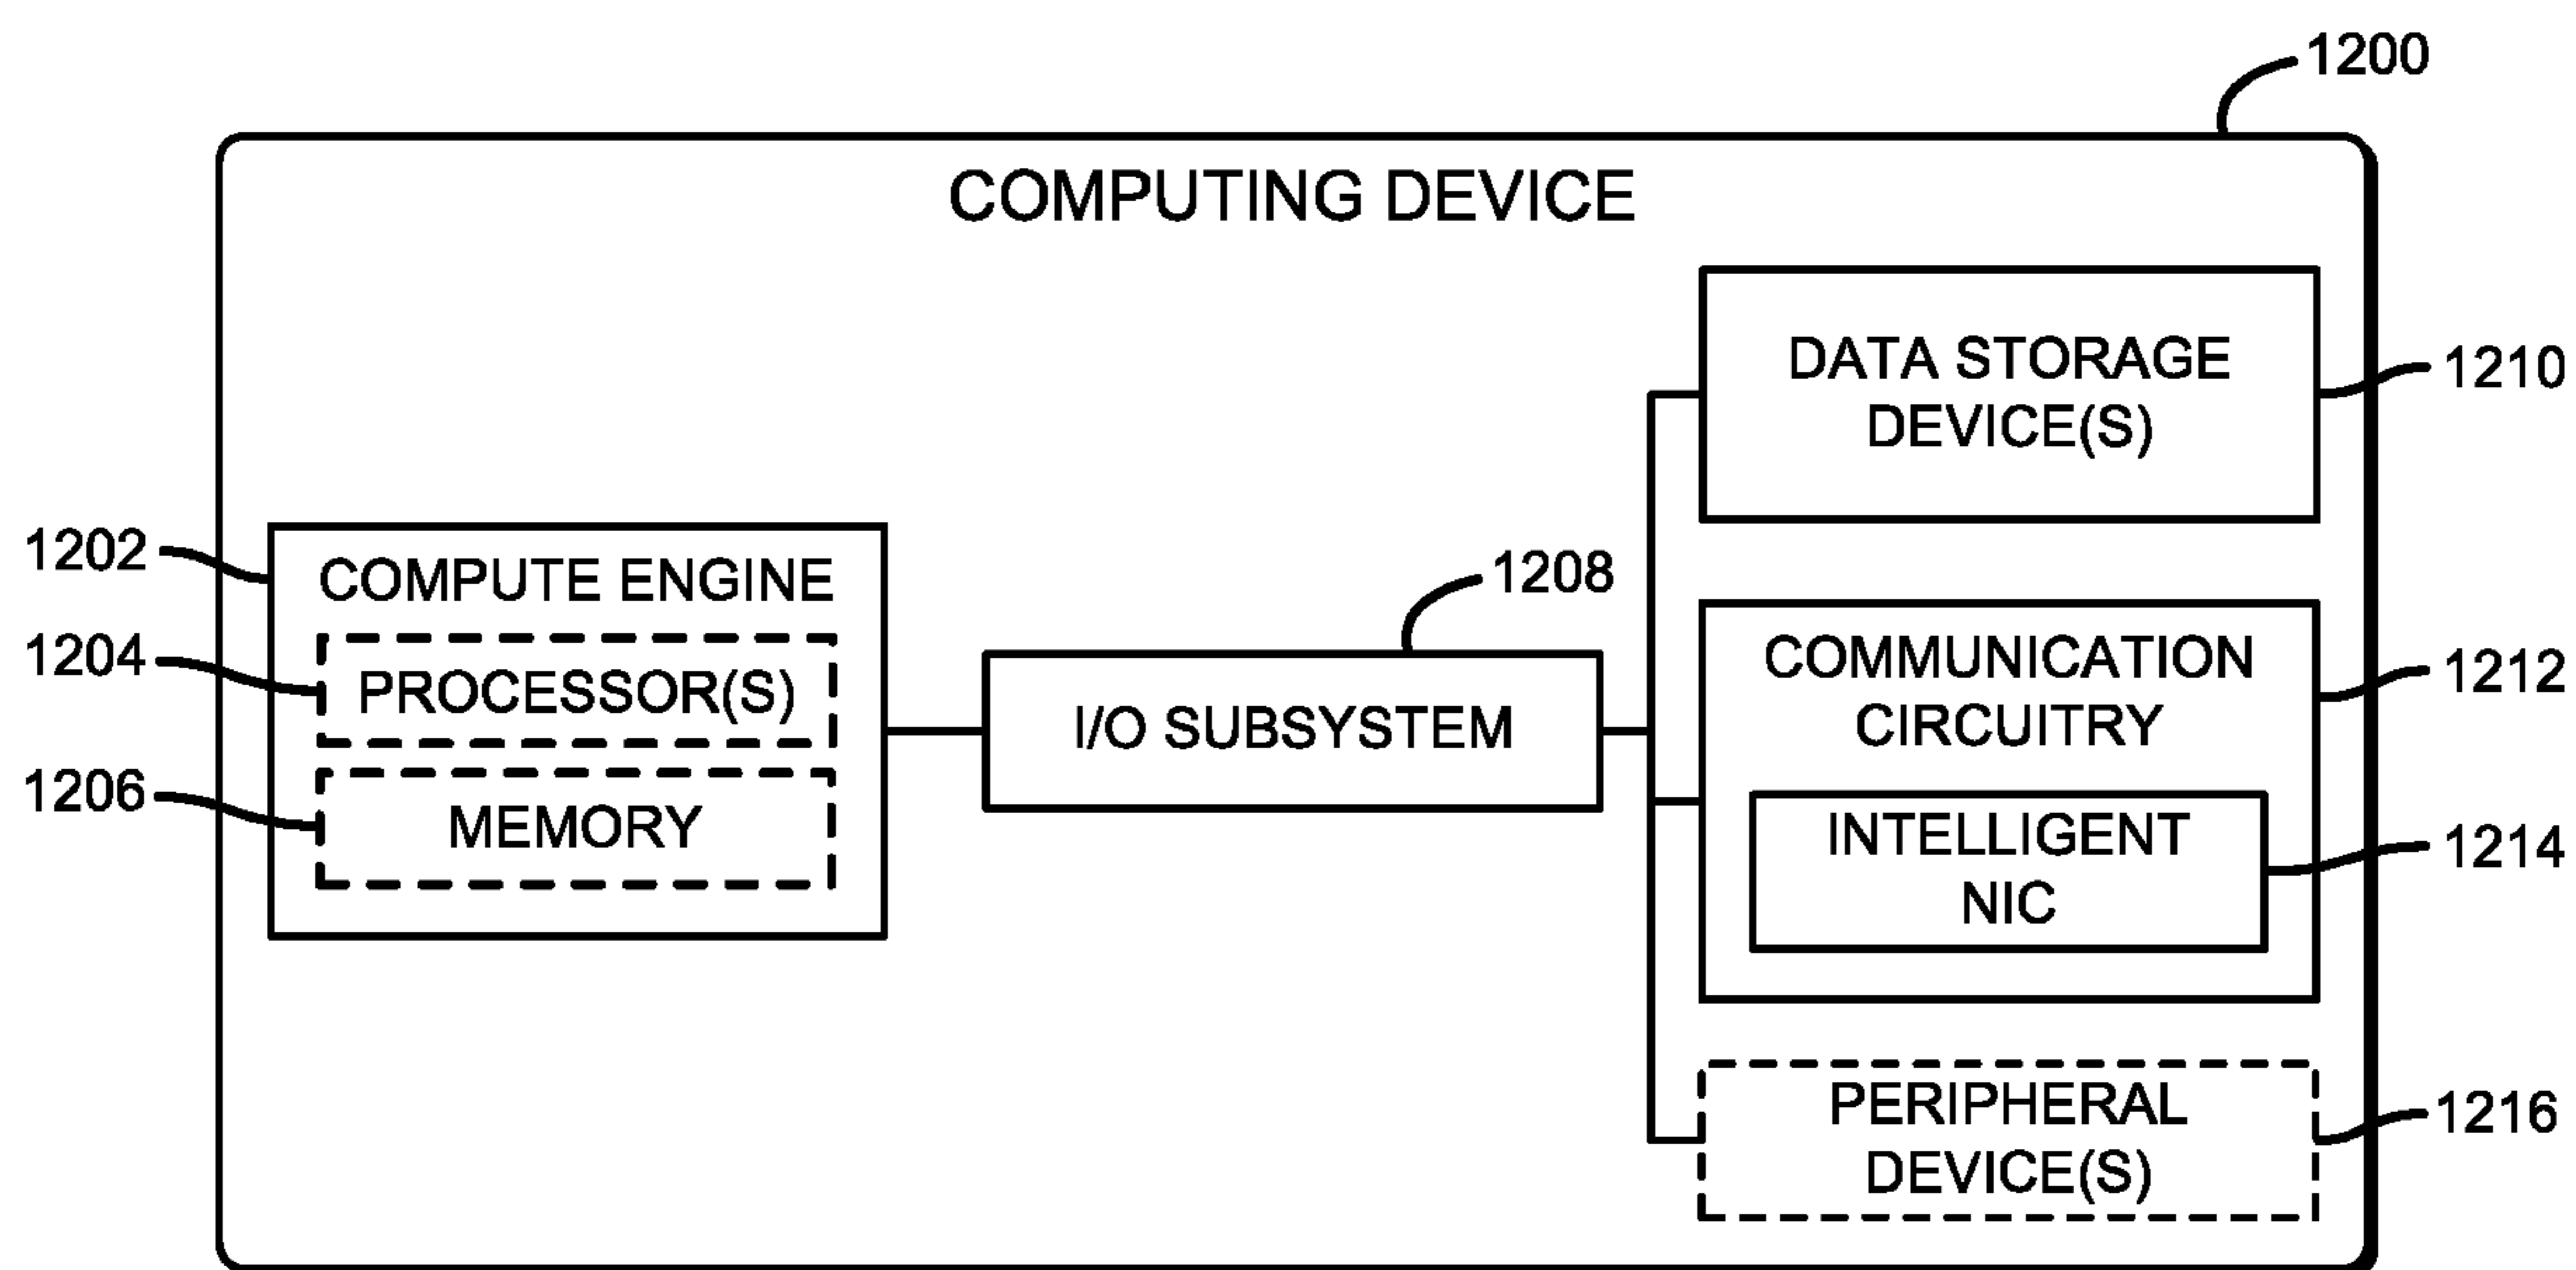 1200
COMPUTING DEVICE
DATA STORAGE
DEVICE(S)
1210
1202
COMPUTE ENGINE
1204
PROCESSOR(S)
1206
MEMORY
1208
I/O SUBSYSTEM
COMMUNICATION
CIRCUITRY
1212
INTELLIGENT
NIC
1214
PERIPHERAL
DEVICE(S)
1216